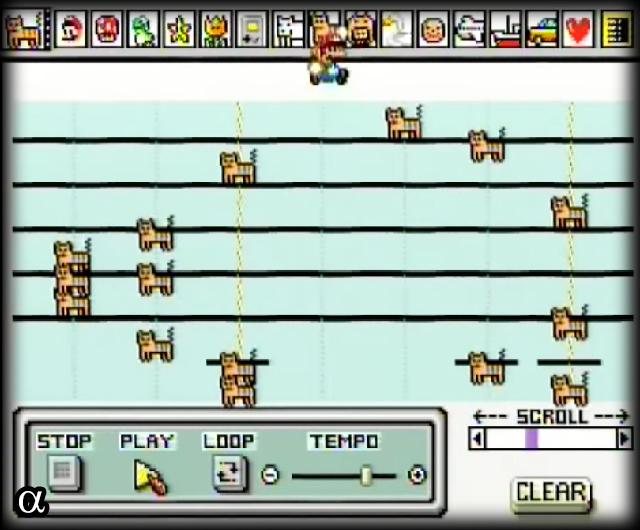 STOP PLAY LOOP TEMPO
← SCROLL →
CLEAR
α